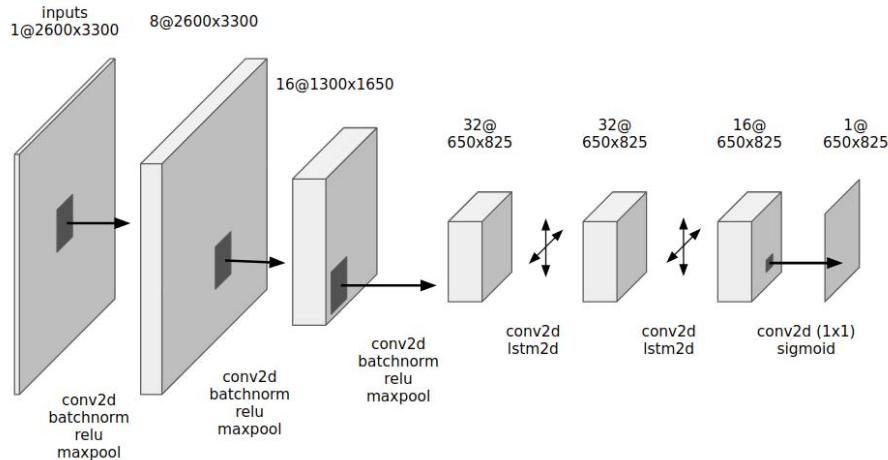 inputs
1@2600x3300
8@2600x3300
16@1300x1650
32@
650x825
32@
650x825
16@
650x825
1@
650x825
conv2d
batchnorm
relu
maxpool
conv2d
batchnorm
relu
maxpool
conv2d
batchnorm
relu
maxpool
conv2d
lstm2d
conv2d
lstm2d
conv2d (1x1)
sigmoid